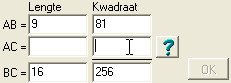 Lengte Kwadraat
AB = 9 81
AC =
?
BC = 16 256
OK